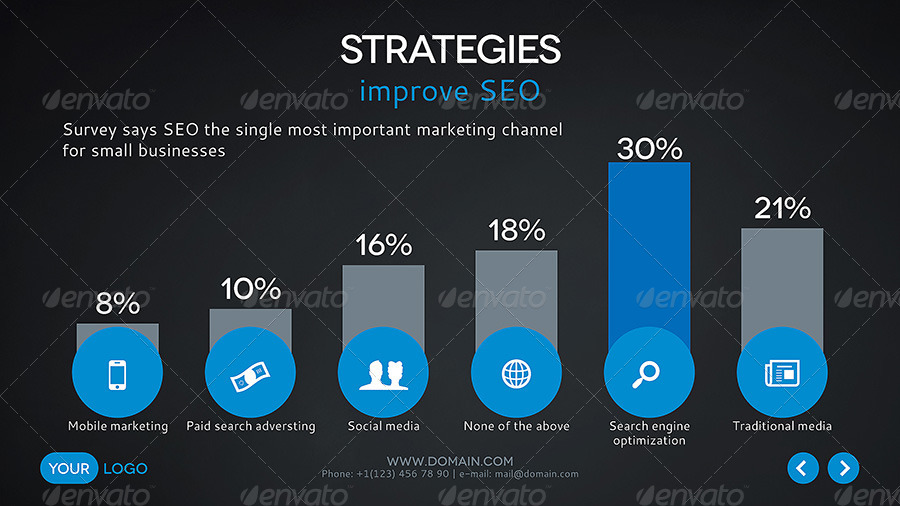 STRATEGIES
improve SEO
Survey says SEO the single most important marketing channel
for small businesses
8%
10%
16%
18%
30%
21%
Mobile marketing
Paid search adversting
Social media
None of the above
Search engine
optimization
Traditional media
YOUR LOGO
WWW.DOMAIN.COM
Phone: +1(123) 456 78 90 | e-mail: mail@domain.com
envato